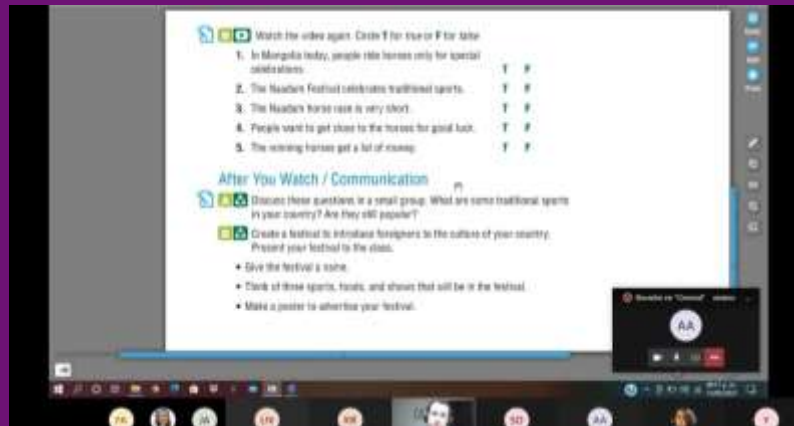 Watch the video again. Circle T for true or F for false
1. In Mongolia today, people ride horses only for special
celebrations. T F
2. The Naadam Festival celebrates traditional sports. T F
3. The Naadam horse race is very short. T F
4. People want to get close to the horses for good luck. T F
5. The winning horses get a lot of money. T F
After You Watch / Communication
Discuss these questions in a small group. What are some traditional sports
in your country? Are they still popular?
Create a festival to introduce foreigners to the culture of your country.
Present your festival to the class.
• Give the festival a name.
• Think of three sports, foods, and shows that will be in the festival.
• Make a poster to advertise your festival.
AA
JA
SD
AA
Y